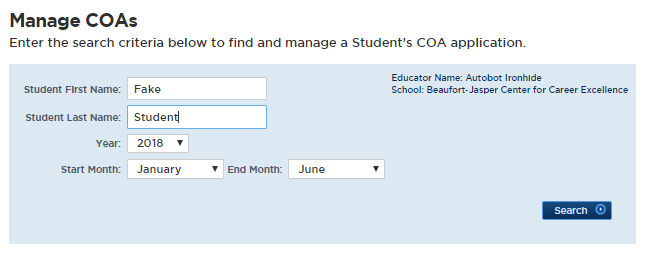 Manage COAs
Enter the search criteria below to find and manage a Student's COA application.
Educator Name: Autobot Ironhide
School: Beaufort-Jasper Center for Career Excellence
Student First Name: Fake
Student Last Name: Student
Year: 2018
Start Month: January End Month: June
Search